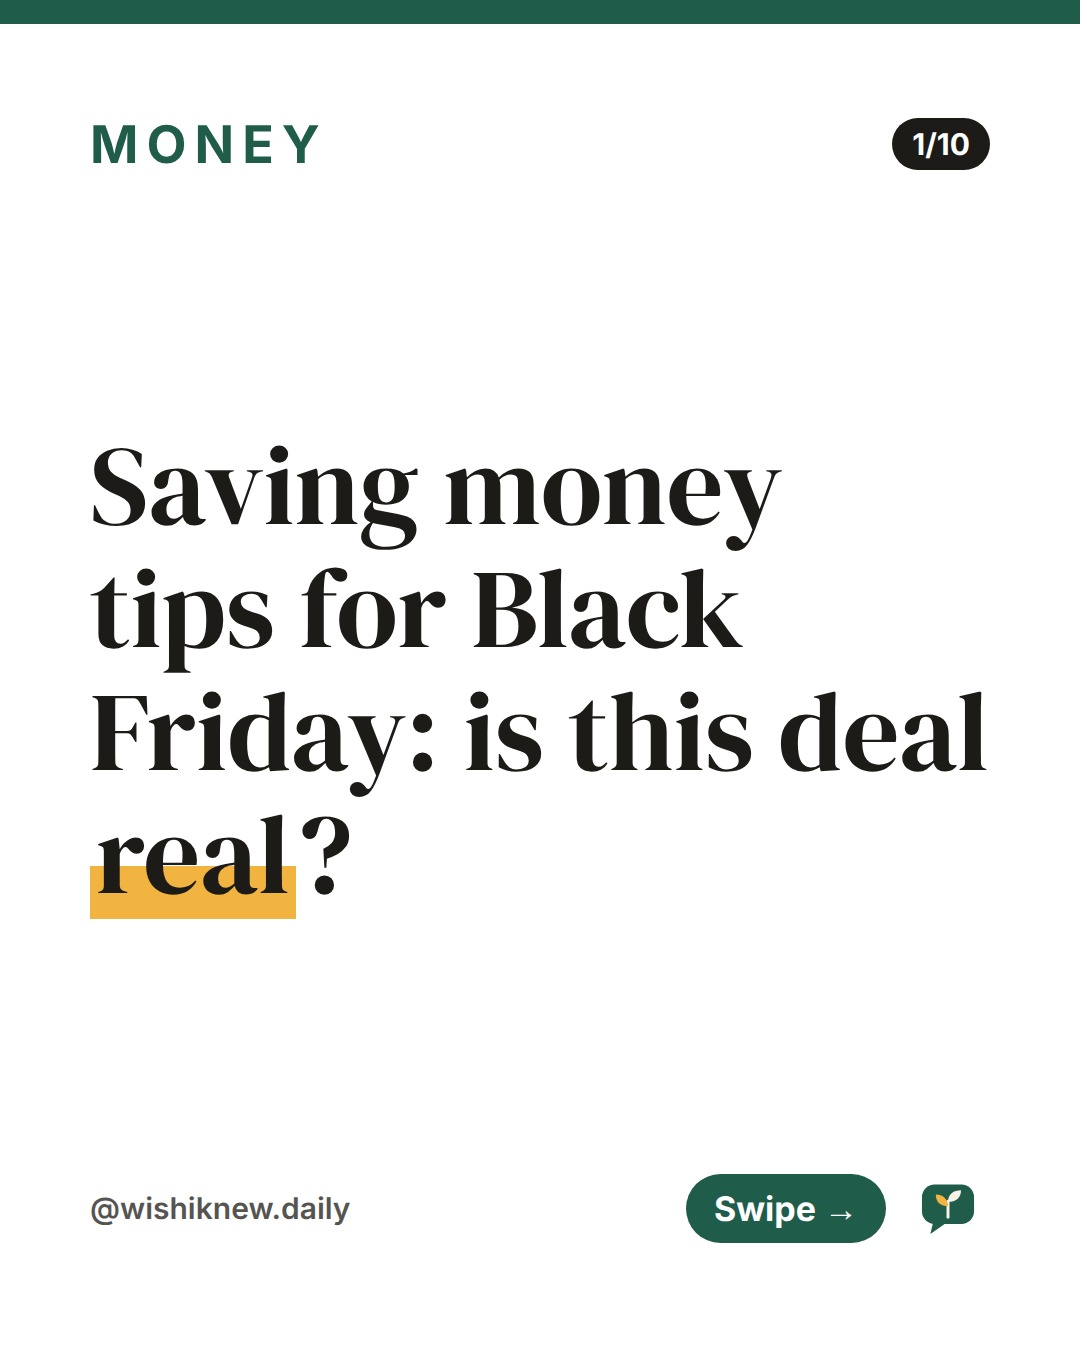 MONEY
1/10
Saving money
tips for Black
Friday: is this deal
real?
@wishiknew.daily
Swipe →